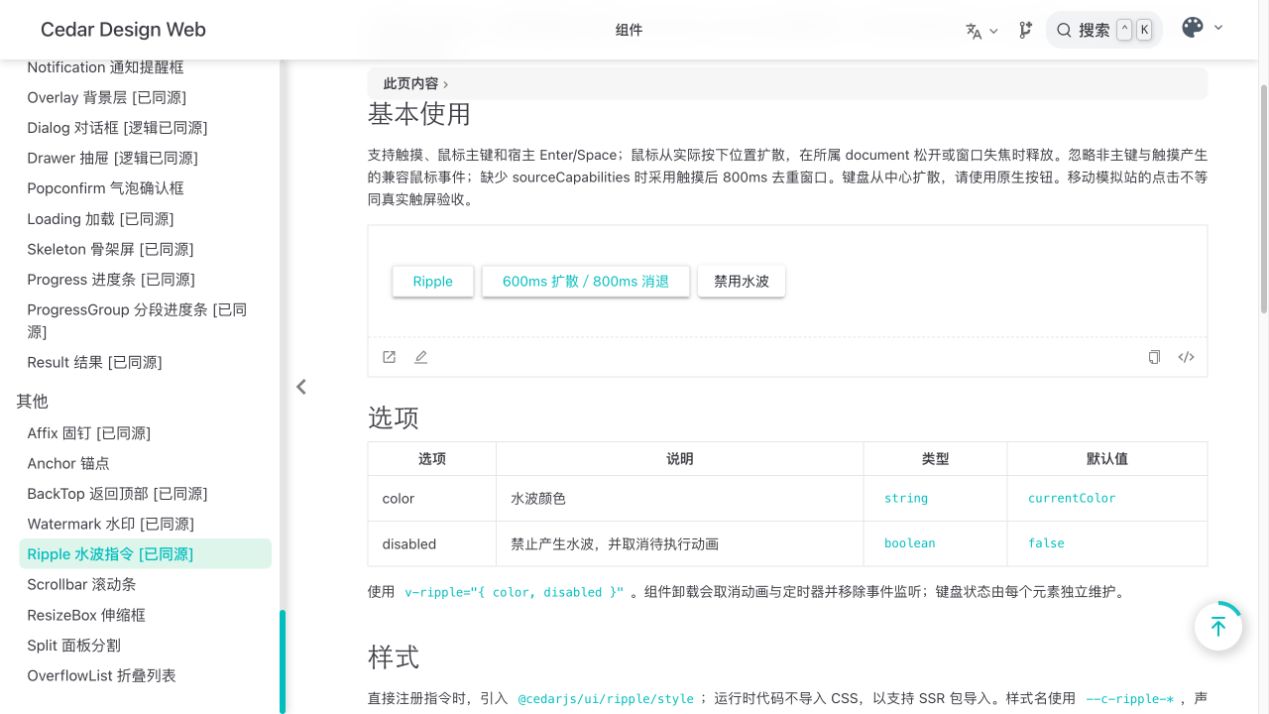 Cedar Design Web
组件
搜索 ^ K
Notification 通知提醒框
Overlay 背景层 [已同源]
Dialog 对话框 [逻辑已同源]
Drawer 抽屉 [逻辑已同源]
Popconfirm 气泡确认框
Loading 加载 [已同源]
Skeleton 骨架屏 [已同源]
Progress 进度条 [已同源]
ProgressGroup 分段进度条 [已同
源]
Result 结果 [已同源]
其他
Affix 固钉 [已同源]
Anchor 锚点
BackTop 返回顶部 [已同源]
Watermark 水印 [已同源]
Ripple 水波指令 [已同源]
Scrollbar 滚动条
ResizeBox 伸缩框
Split 面板分割
OverflowList 折叠列表
此页内容 ›
基本使用
支持触摸、鼠标主键和宿主 Enter/Space；鼠标从实际按下位置扩散，在所属 document 松开或窗口失焦时释放。忽略非主键与触摸产生
的兼容鼠标事件；缺少 sourceCapabilities 时采用触摸后 800ms 去重窗口。键盘从中心扩散，请使用原生按钮。移动模拟站的点击不等
同真实触屏验收。
Ripple
600ms 扩散 / 800ms 消退
禁用水波
选项
选项 说明 类型 默认值
color 水波颜色 string currentColor
disabled 禁止产生水波，并取消待执行动画 boolean false
使用 v-ripple="{ color, disabled }" 。组件卸载会取消动画与定时器并移除事件监听；键盘状态由每个元素独立维护。
样式
直接注册指令时，引入 @cedarjs/ui/ripple/style ；运行时代码不导入 CSS，以支持 SSR 包导入。样式名使用 --c-ripple-* ，声